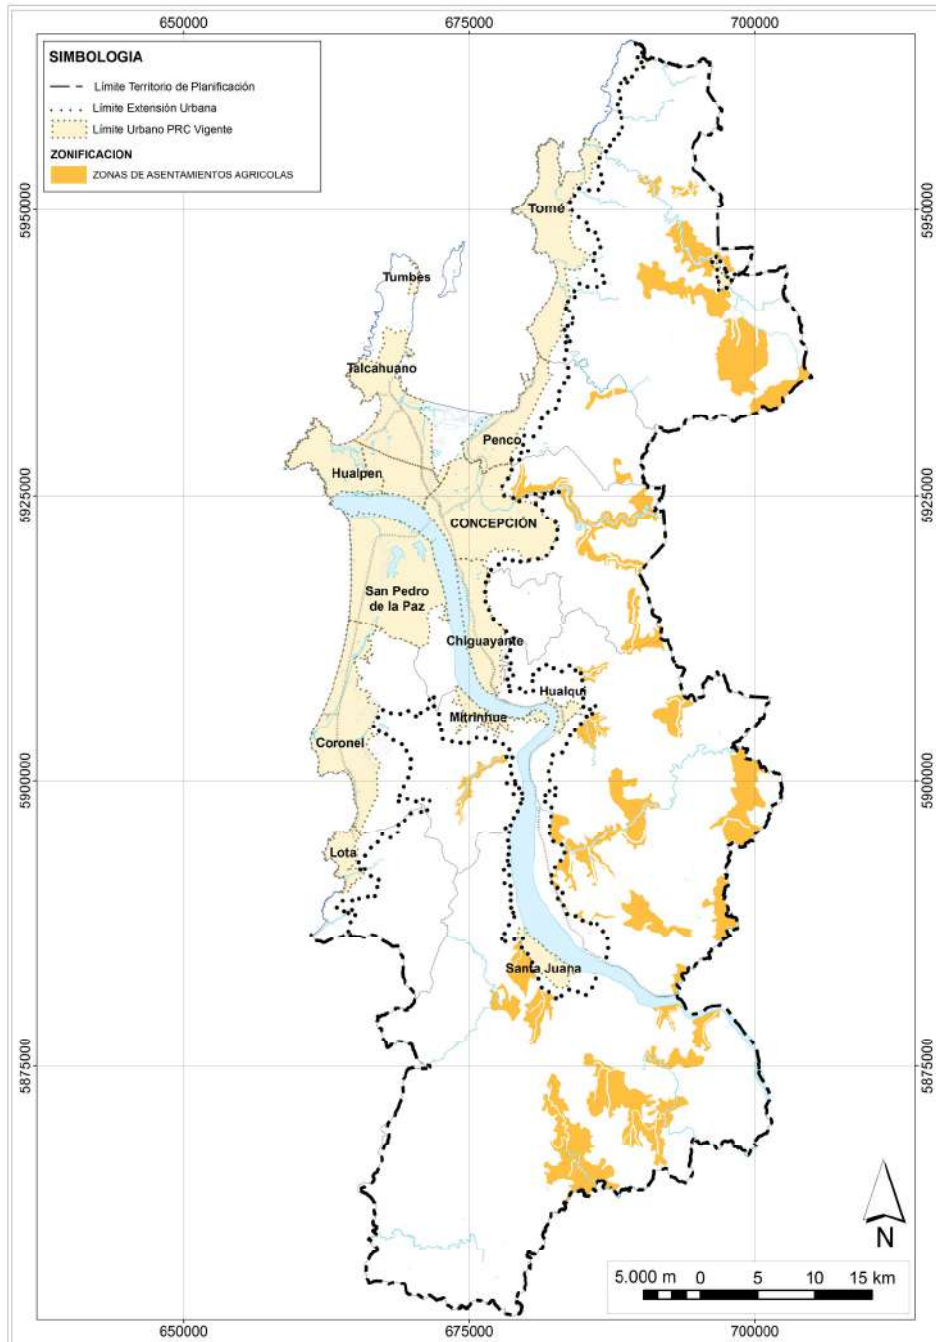 650000 675000 700000
SIMBOLOGIA
Límite Territorio de Planificación
Límite Extensión Urbana
Límite Urbano PRC Vigente
ZONIFICACION
ZONAS DE ASENTAMIENTOS AGRICOLAS
5950000 5950000
Tomé
Tumbes
Talcahuano
Penco
Hualpen
5925000 5925000
CONCEPCIÓN
San Pedro
de la Paz
Chiguayante
Hualqui
Mitrinhue
Coronel
5900000 5900000
Lota
Santa Juana
5875000 5875000
N
5.000 m 0 5 10 15 km
650000 675000 700000